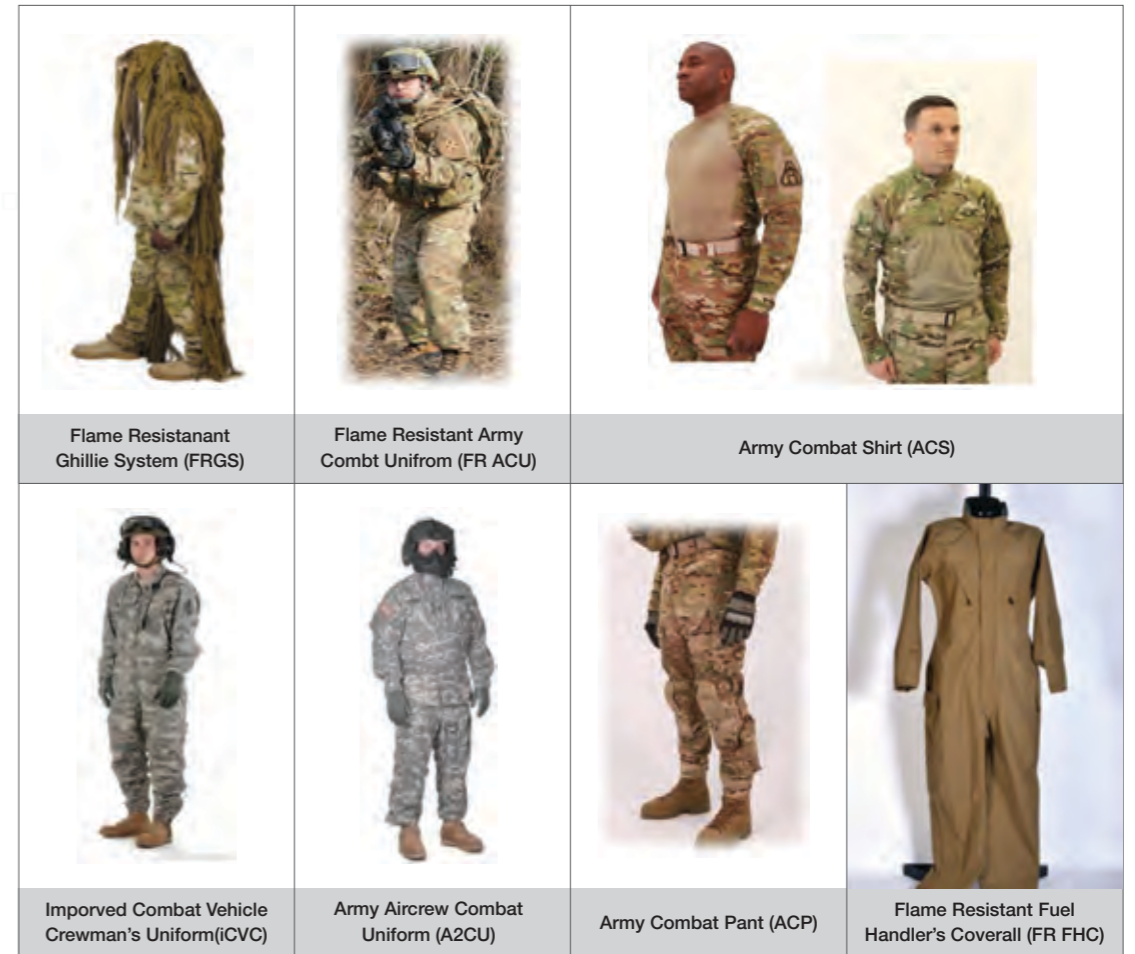 Flame Resistanant
Ghillie System (FRGS)
Flame Resistant Army
Combt Unifrom (FR ACU)
Army Combat Shirt (ACS)
Imporved Combat Vehicle
Crewman's Uniform(iCVC)
Army Aircrew Combat
Uniform (A2CU)
Army Combat Pant (ACP)
Flame Resistant Fuel
Handler's Coverall (FR FHC)